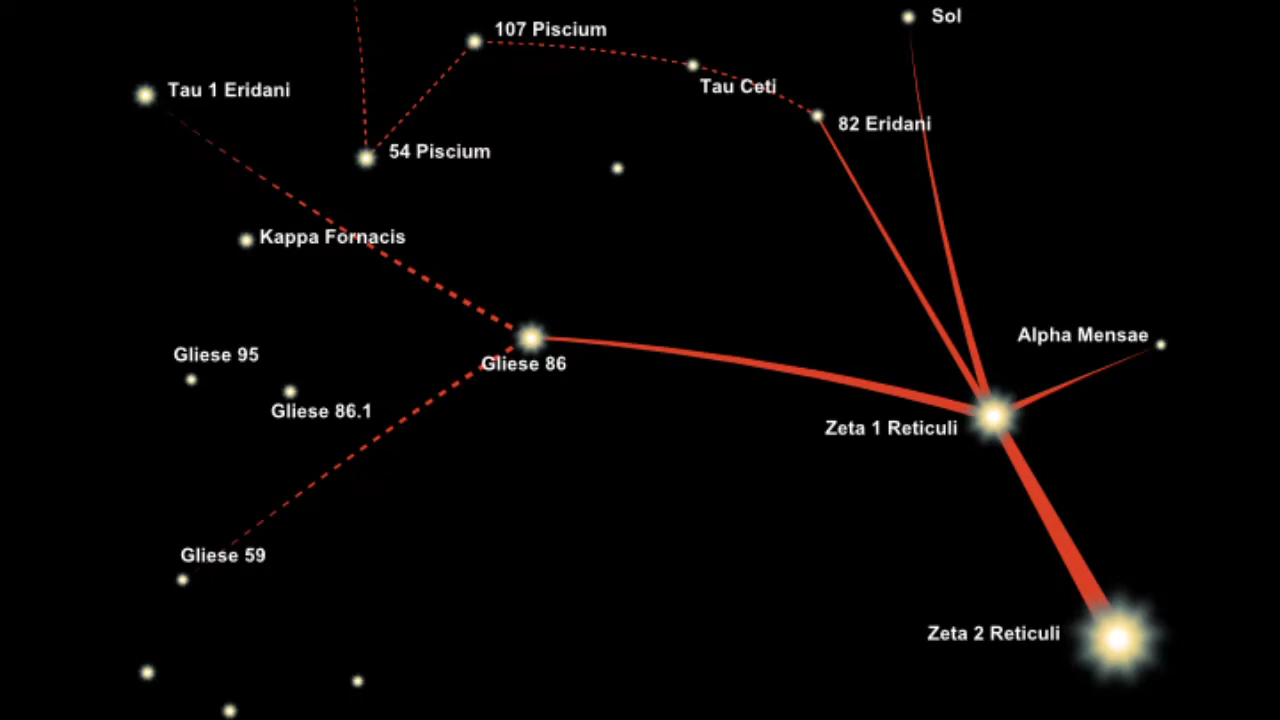 Sol
107 Piscium
Tau 1 Eridani
Tau Ceti
82 Eridani
54 Piscium
Kappa Fornacis
Alpha Mensae
Gliese 95
Gliese 86
Gliese 86.1
Zeta 1 Reticuli
Gliese 59
Zeta 2 Reticuli